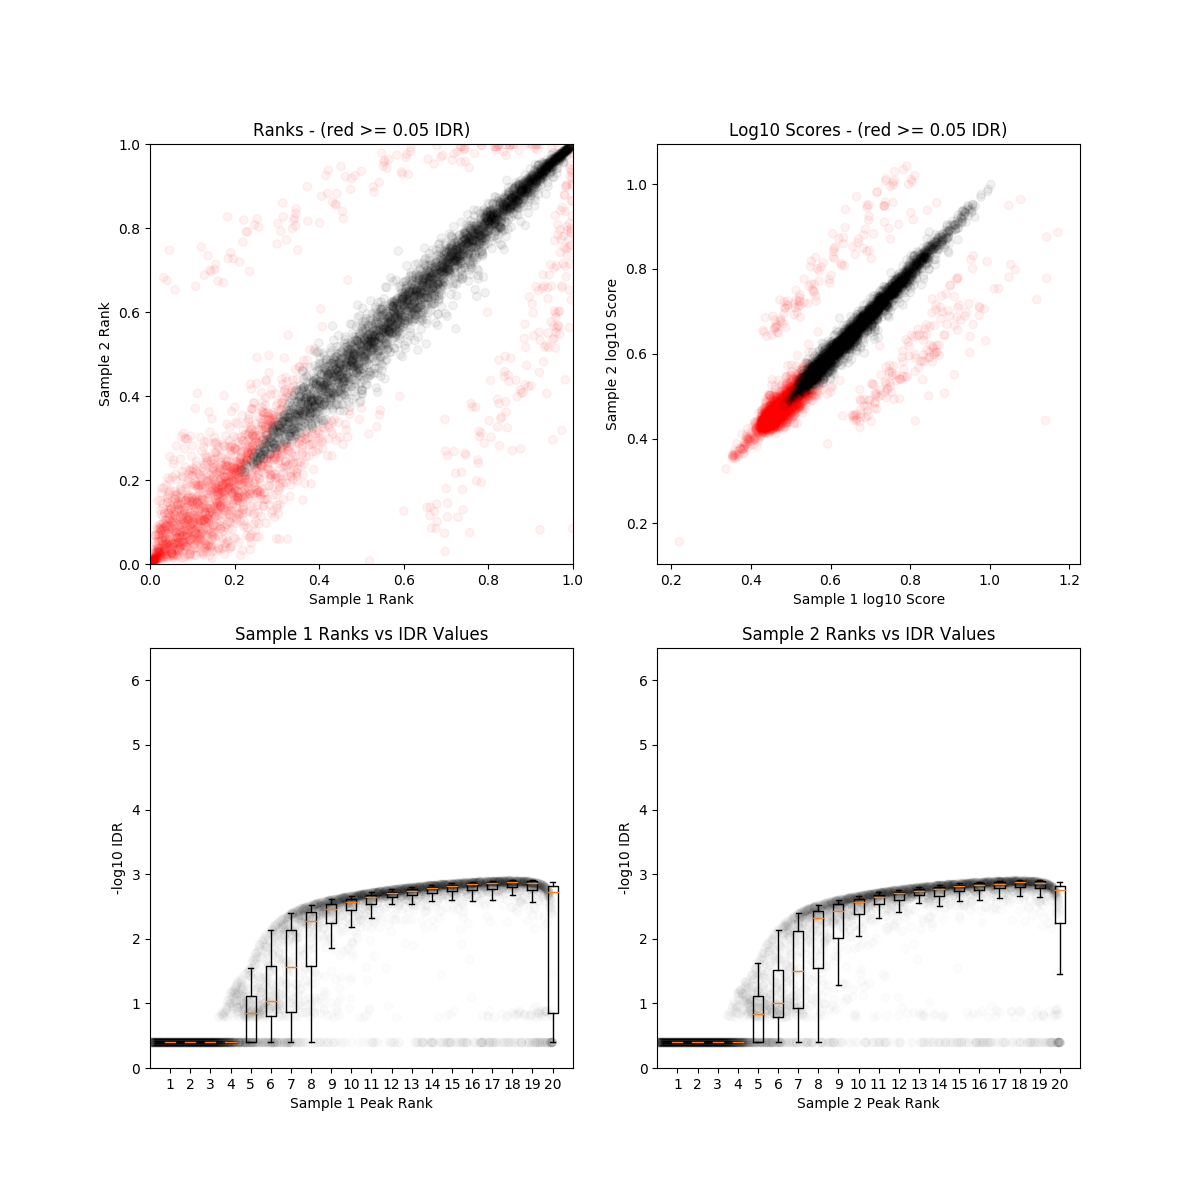 Ranks - (red >= 0.05 IDR)
1.0
0.8
0.6
0.4
0.2
0.0
Sample 2 Rank
0.0 0.2 0.4 0.6 0.8 1.0
Sample 1 Rank
Log10 Scores - (red >= 0.05 IDR)
1.0
0.8
0.6
0.4
0.2
Sample 2 log10 Score
0.2 0.4 0.6 0.8 1.0 1.2
Sample 1 log10 Score
Sample 1 Ranks vs IDR Values
6
5
4
3
2
1
0
-log10 IDR
1 2 3 4 5 6 7 8 9 10 11 12 13 14 15 16 17 18 19 20
Sample 1 Peak Rank
Sample 2 Ranks vs IDR Values
6
5
4
3
2
1
0
-log10 IDR
1 2 3 4 5 6 7 8 9 10 11 12 13 14 15 16 17 18 19 20
Sample 2 Peak Rank